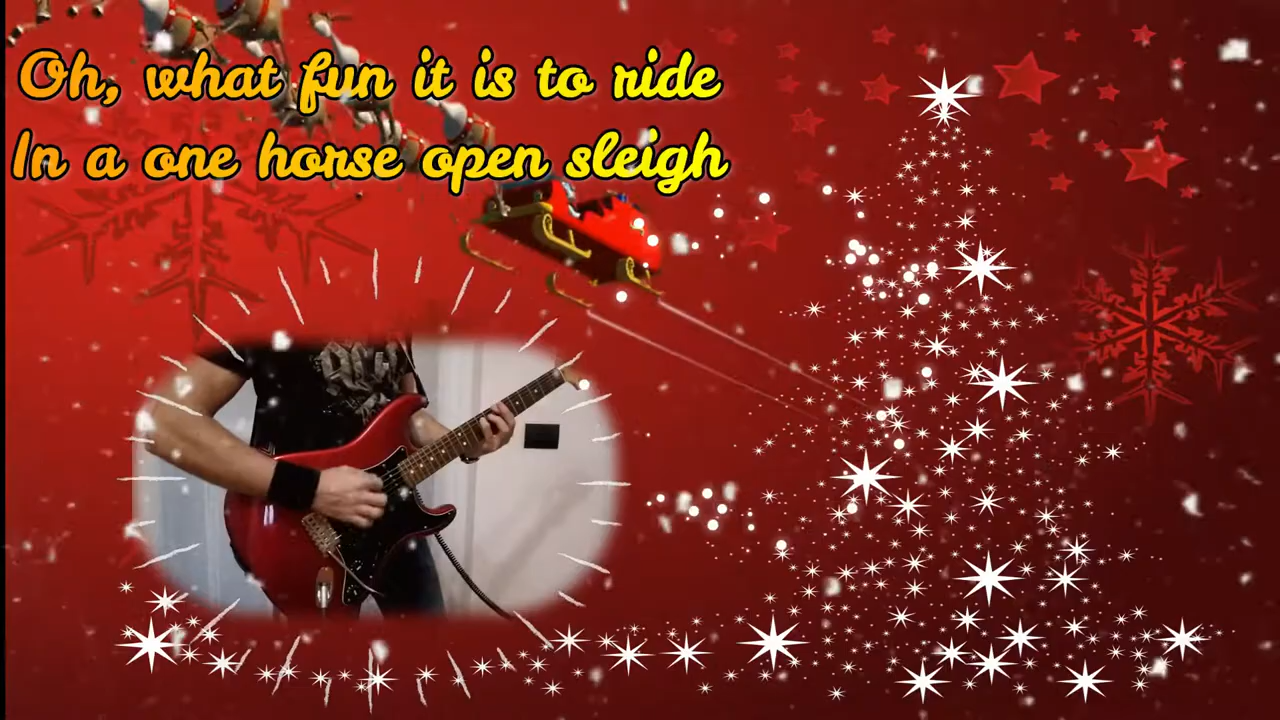 Oh, what fun it is to ride
In a one horse open sleigh